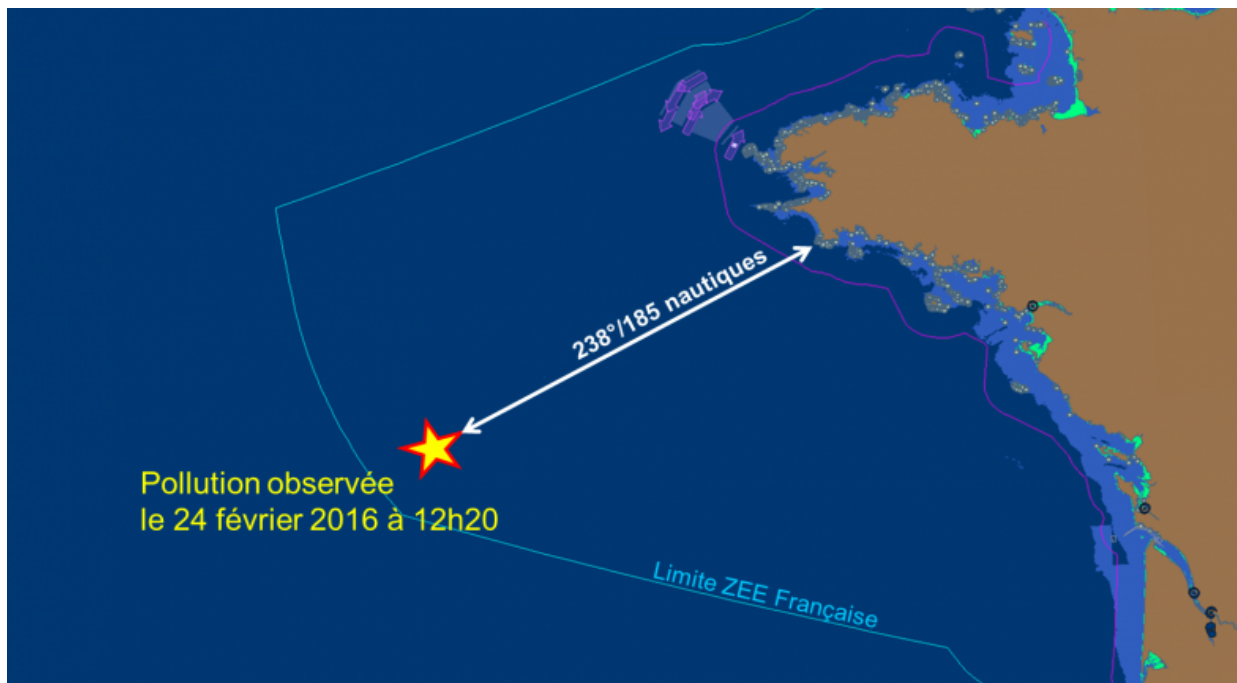 238°/185 nautiques
Pollution observée
le 24 février 2016 à 12h20
Limite ZEE Française